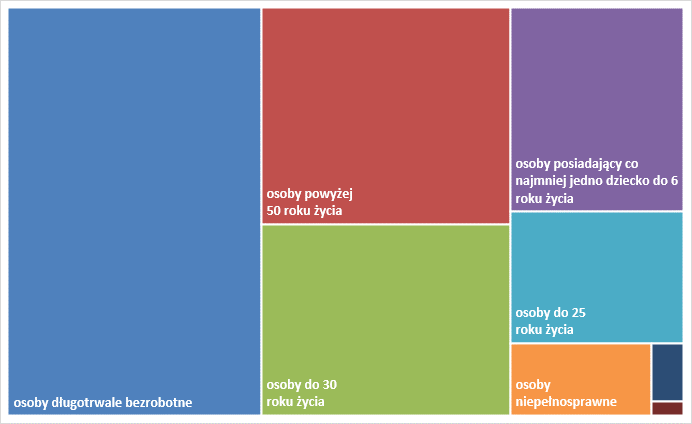 osoby długotrwale bezrobotne
osoby powyżej
50 roku życia
osoby do 30
roku życia
osoby posiadający co
najmniej jedno dziecko do 6
roku życia
osoby do 25
roku życia
osoby
niepełnosprawne